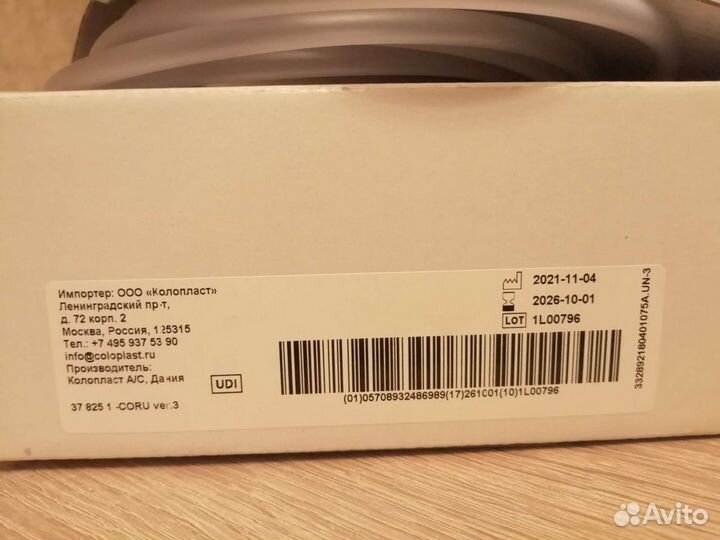 Импортер: ООО «Колопласт»
Ленинградский пр-т,
д. 72 корп. 2
Москва, Россия, 125315
Тел.: +7 495 937 53 90
info@coloplast.ru
Производитель:
Колопласт А/С, Дания
37 825 1 -CORU ver.3
UDI
2021-11-04
2026-10-01
LOT 1L00796
(01)05708932486989(17)261001(10)1L00796
332892180401075A.UN-3
Avito